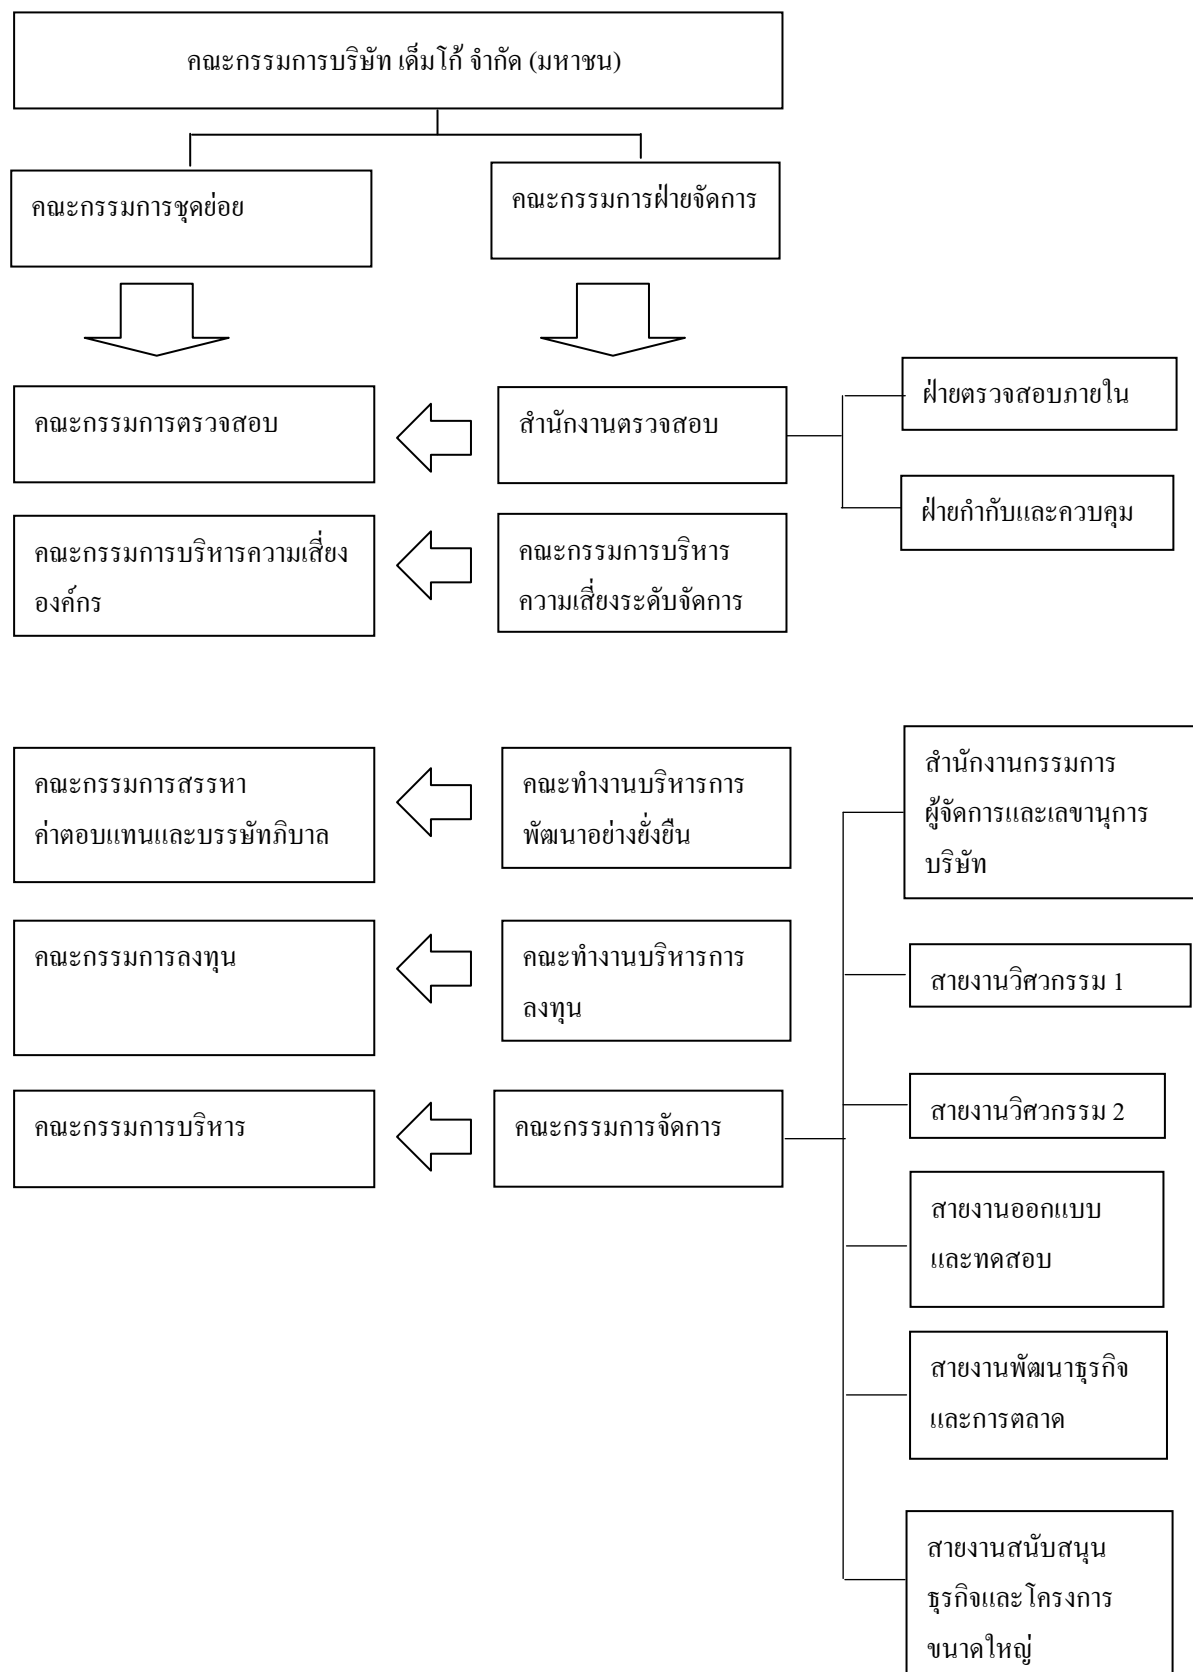 คณะกรรมการบริษัท เด็มโก้ จำกัด (มหาชน)
คณะกรรมการชุดย่อย
คณะกรรมการฝ่ายจัดการ
คณะกรรมการตรวจสอบ
สำนักงานตรวจสอบ
ฝ่ายตรวจสอบภายใน
ฝ่ายกำกับและควบคุม
คณะกรรมการบริหารความเสี่ยง
องค์กร
คณะกรรมการบริหาร
ความเสี่ยงระดับจัดการ
คณะกรรมการสรรหา
ค่าตอบแทนและบรรษัทภิบาล
คณะทำงานบริหารการ
พัฒนาอย่างยั่งยืน
สำนักงานกรรมการ
ผู้จัดการและเลขานุการ
บริษัท
คณะกรรมการลงทุน
คณะทำงานบริหารการ
ลงทุน
สายงานวิศวกรรม 1
คณะกรรมการบริหาร
คณะกรรมการจัดการ
สายงานวิศวกรรม 2
สายงานออกแบบ
และทดสอบ
สายงานพัฒนาธุรกิจ
และการตลาด
สายงานสนับสนุน
ธุรกิจและโครงการ
ขนาดใหญ่